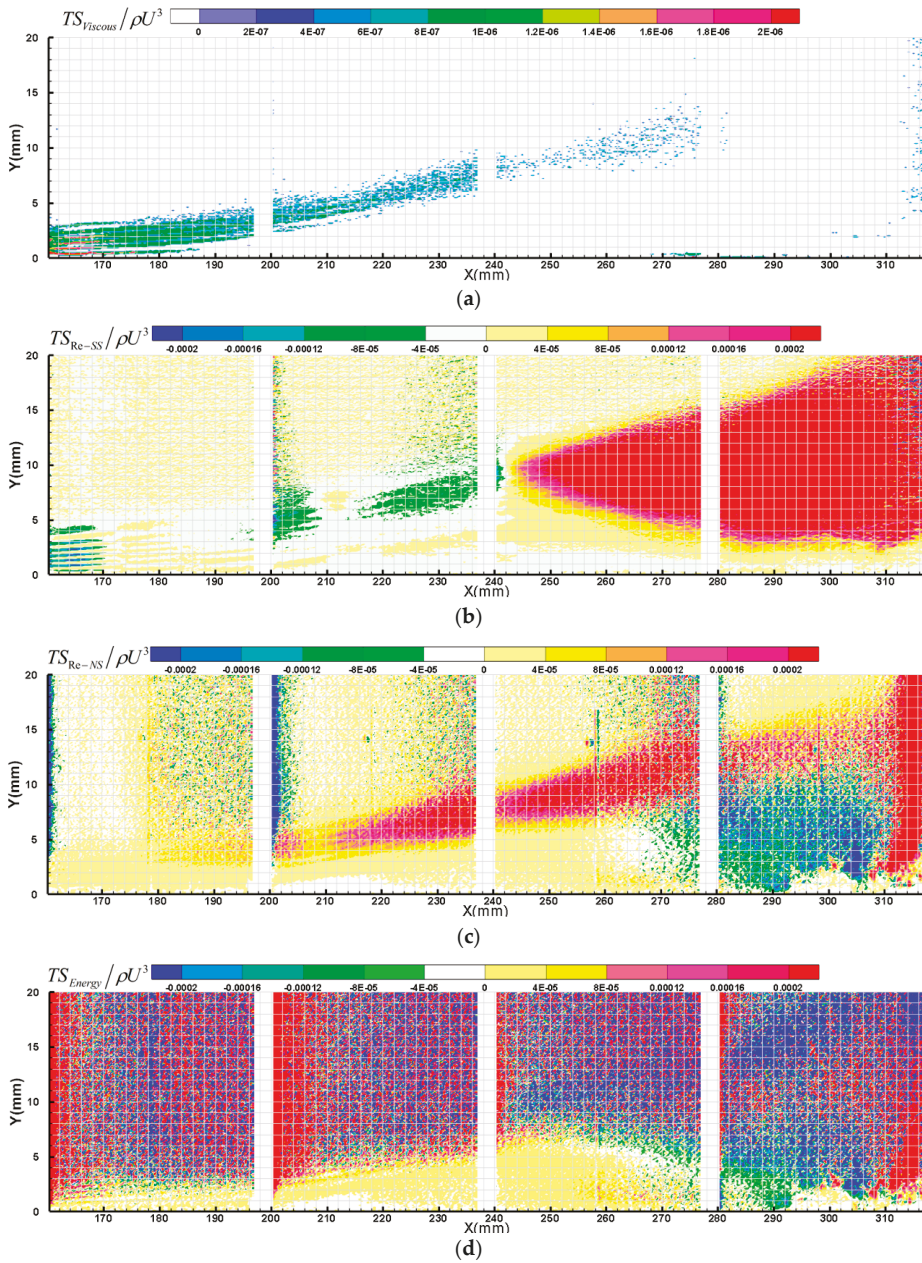 TS_Viscous / ρU³
0 2E-07 4E-07 6E-07 8E-07 1E-06 1.2E-06 1.4E-06 1.6E-06 1.8E-06 2E-06
20
15
10
5
0
Y(mm)
170 180 190 200 210 220 230 240 250 260 270 280 290 300 310
X(mm)
(a)
TS_Re-SS / ρU³
-0.0002 -0.00016 -0.00012 -8E-05 -4E-05 0 4E-05 8E-05 0.00012 0.00016 0.0002
20
15
10
5
0
Y(mm)
170 180 190 200 210 220 230 240 250 260 270 280 290 300 310
X(mm)
(b)
TS_Re-NS / ρU³
-0.0002 -0.00016 -0.00012 -8E-05 -4E-05 0 4E-05 8E-05 0.00012 0.00016 0.0002
20
15
10
5
0
Y(mm)
170 180 190 200 210 220 230 240 250 260 270 280 290 300 310
X(mm)
(c)
TS_Energy / ρU³
-0.0002 -0.00016 -0.00012 -8E-05 -4E-05 0 4E-05 8E-05 0.00012 0.00016 0.0002
20
15
10
5
0
Y(mm)
170 180 190 200 210 220 230 240 250 260 270 280 290 300 310
X(mm)
(d)